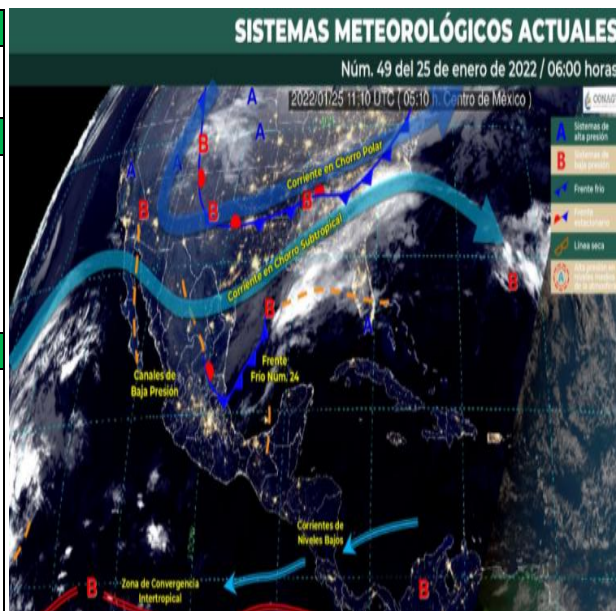 SISTEMAS METEOROLÓGICOS ACTUALES
Núm. 49 del 25 de enero de 2022 / 06:00 horas
2022/01/25 11:10 UTC ( 05:10 h. Centro de México )
A
A
A
A
B
B
B
B
B
B
A
B
B
Corriente en Chorro Polar
Corriente en Chorro Subtropical
Canales de
Baja Presión
Frente
Frío Núm. 24
Corrientes de
Niveles Bajos
Zona de Convergencia
Intertropical
A
Sistemas de
alta presión
B
Sistemas de
baja presión
Frente frío
Frente
estacionario
Línea seca
A